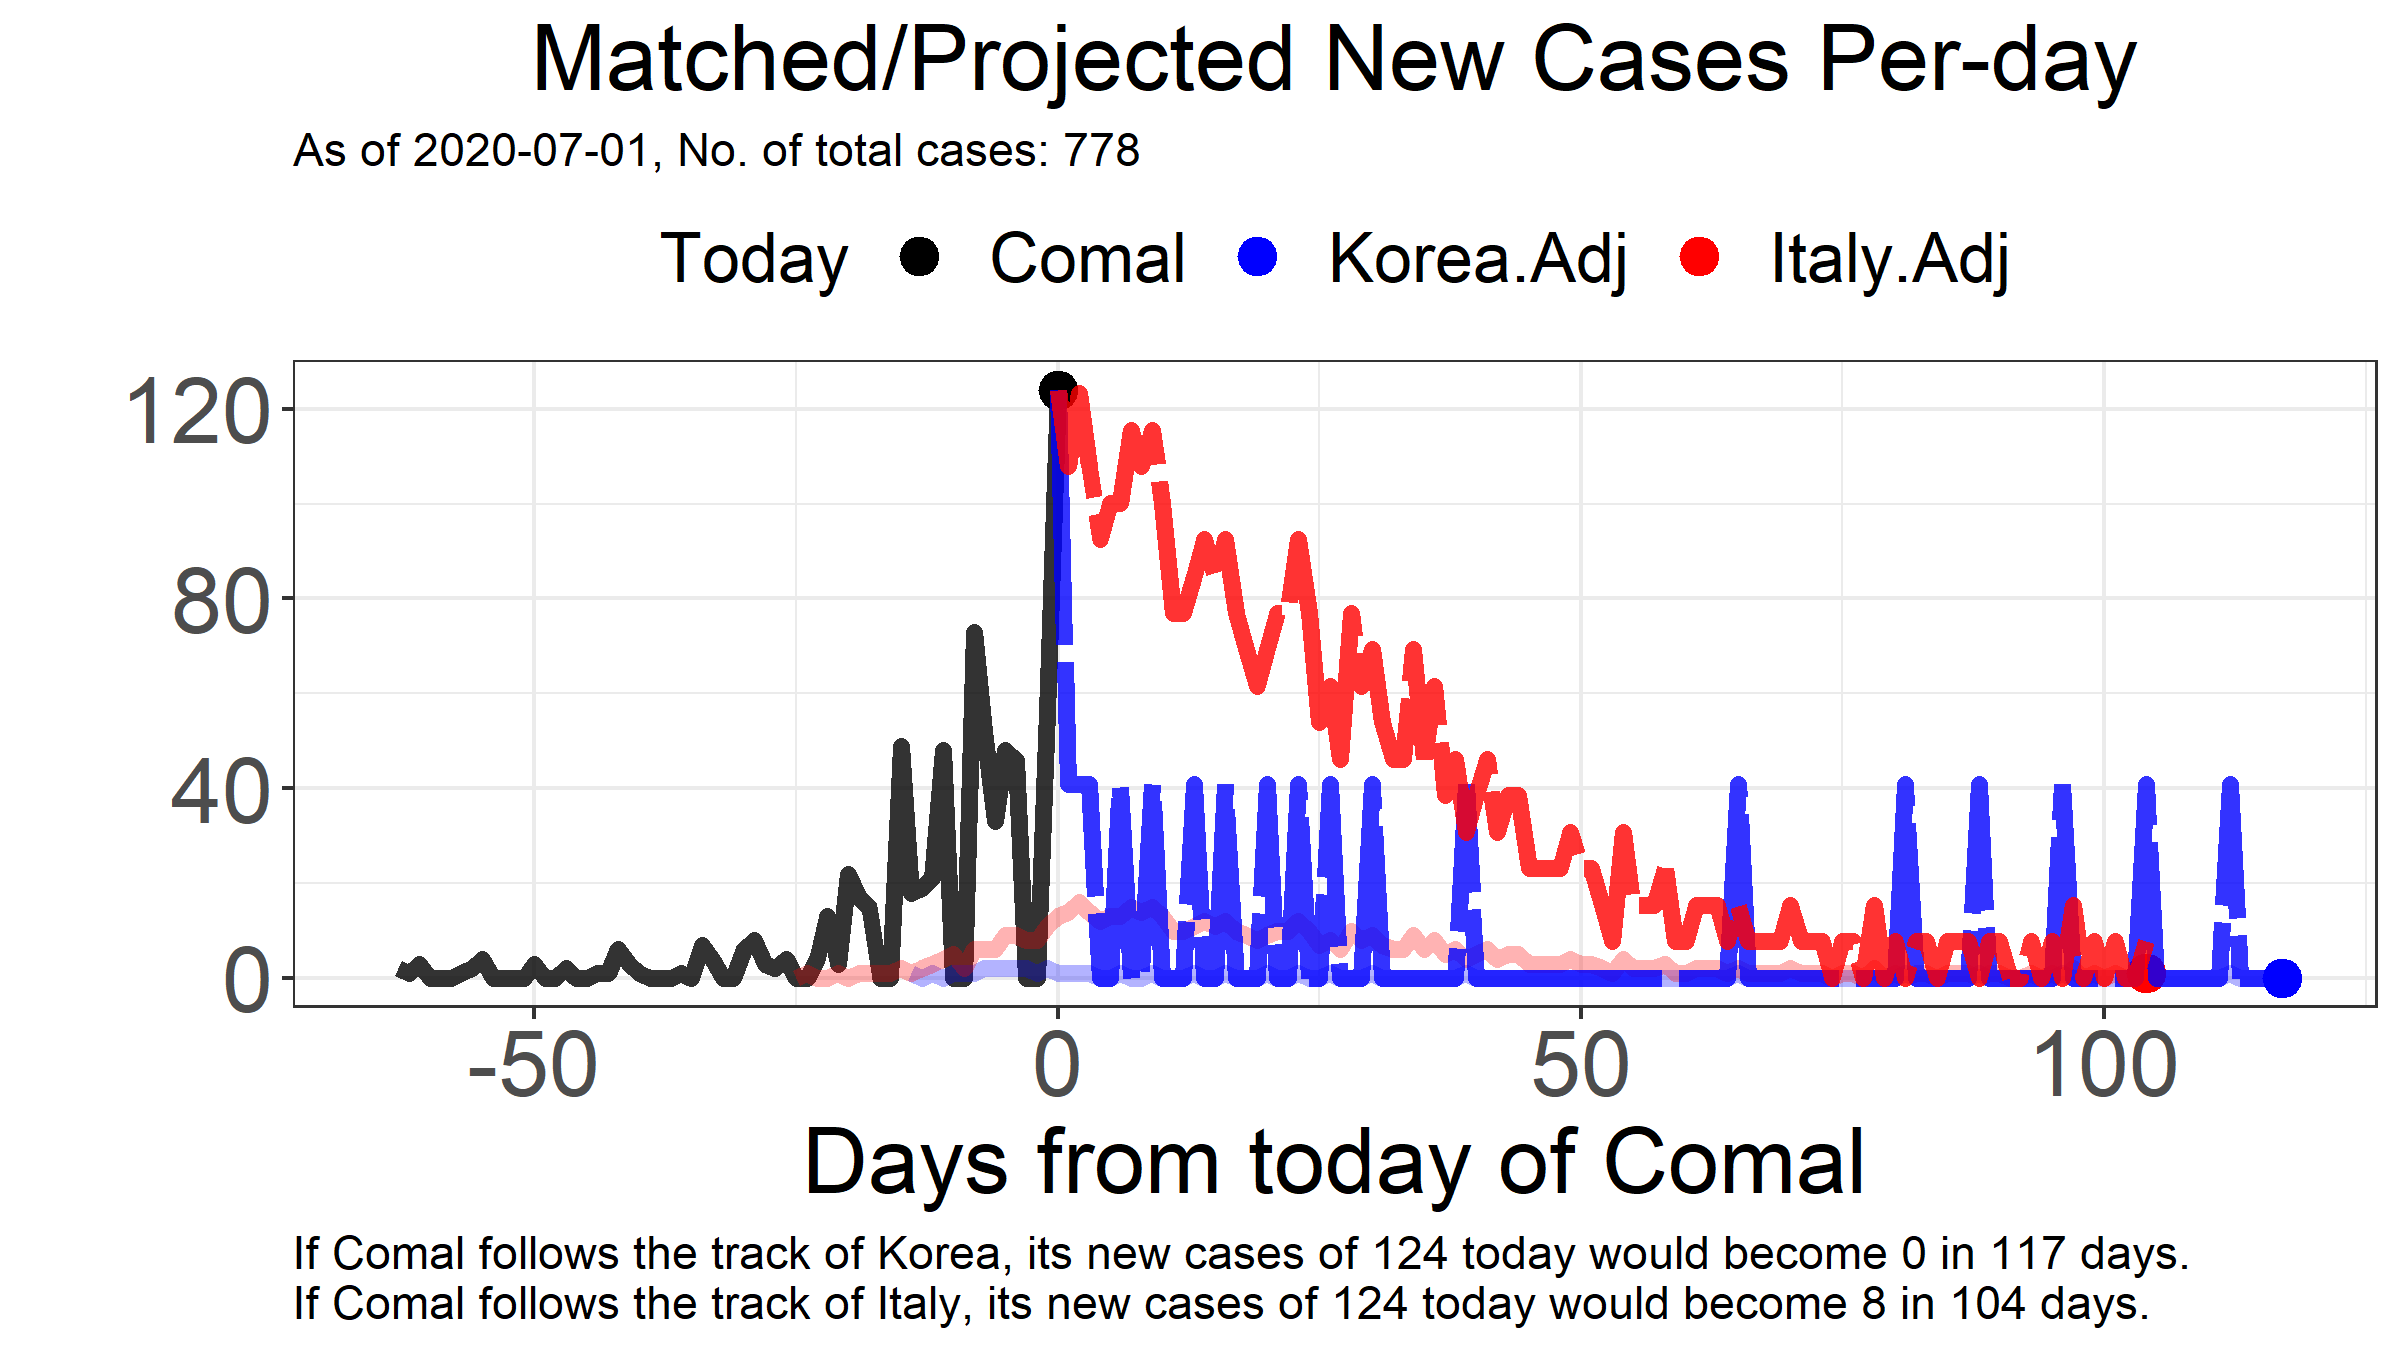 Matched/Projected New Cases Per-day
As of 2020-07-01, No. of total cases: 778
Today Comal Korea.Adj Italy.Adj
120
80
40
0
-50 0 50 100
Days from today of Comal
If Comal follows the track of Korea, its new cases of 124 today would become 0 in 117 days.
If Comal follows the track of Italy, its new cases of 124 today would become 8 in 104 days.